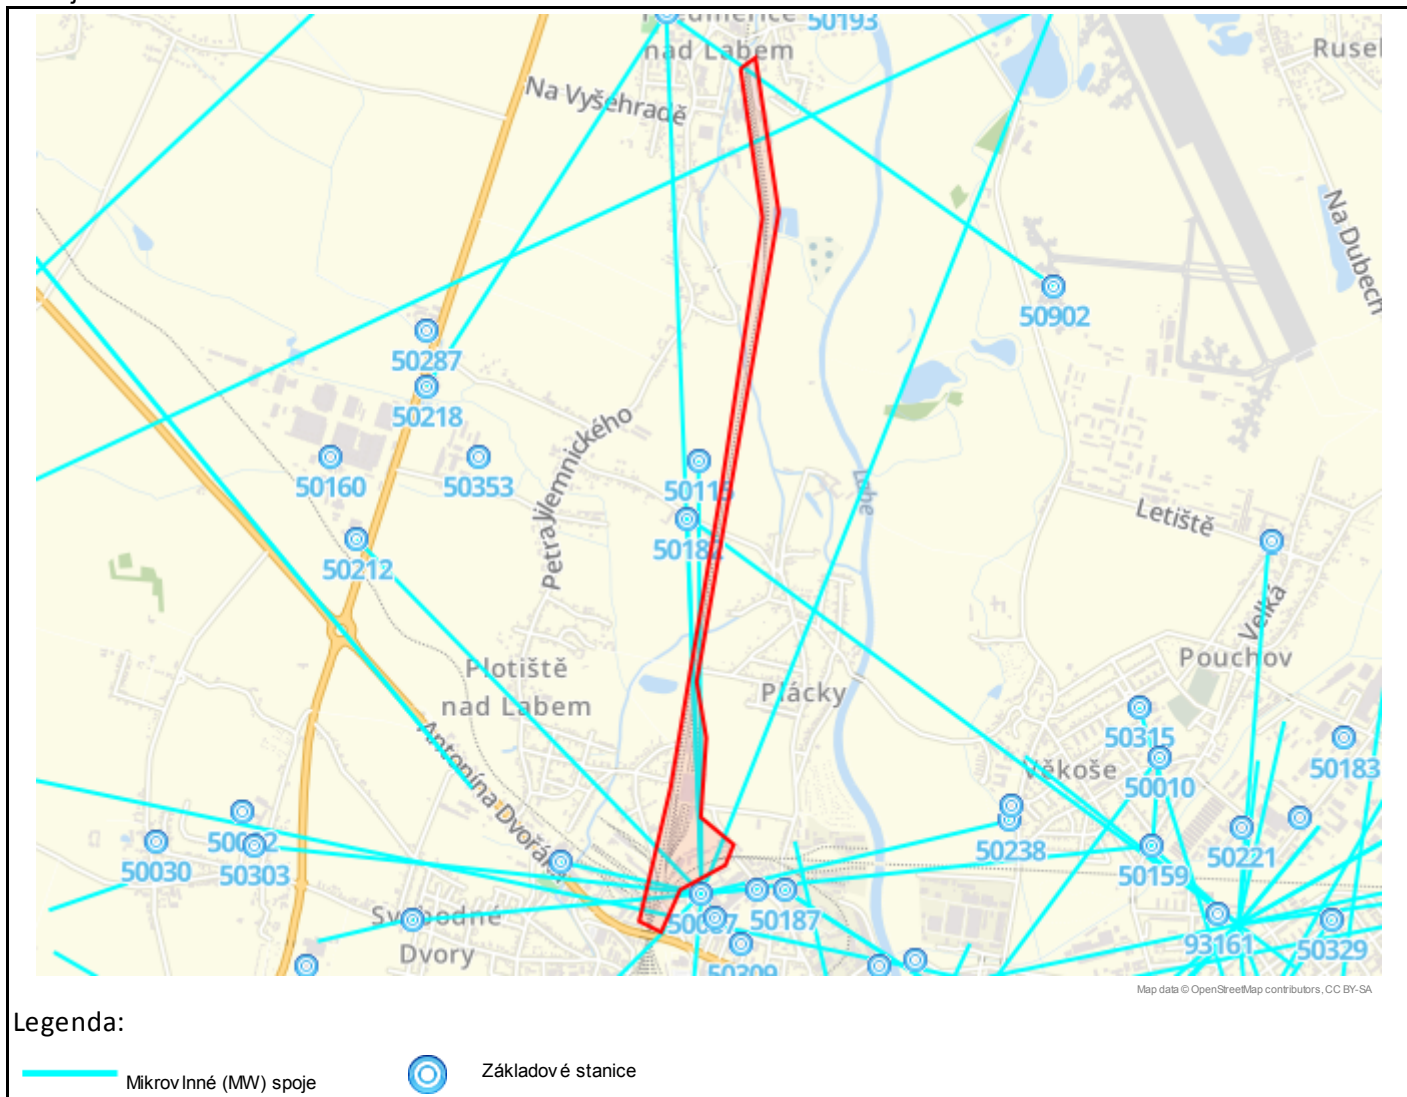 50193
nad Labem
Rusel
Na Vyšehradě
Na Dubech
50902
50287
50218
50160
50353
Petra Jilemnického
50182
Labe
Letiště
50212
Velká
Plotiště
nad Labem
Plácky
Pouchov
50315
50183
Věkoše
50010
Antonína Dvořáka
50030
50303
50238
50221
50159
Svobodné
Dvory
50187
93161
50329
50309
Map data © OpenStreetMap contributors, CC BY-SA
Legenda:
Mikrovlnné (MW) spoje
Základové stanice